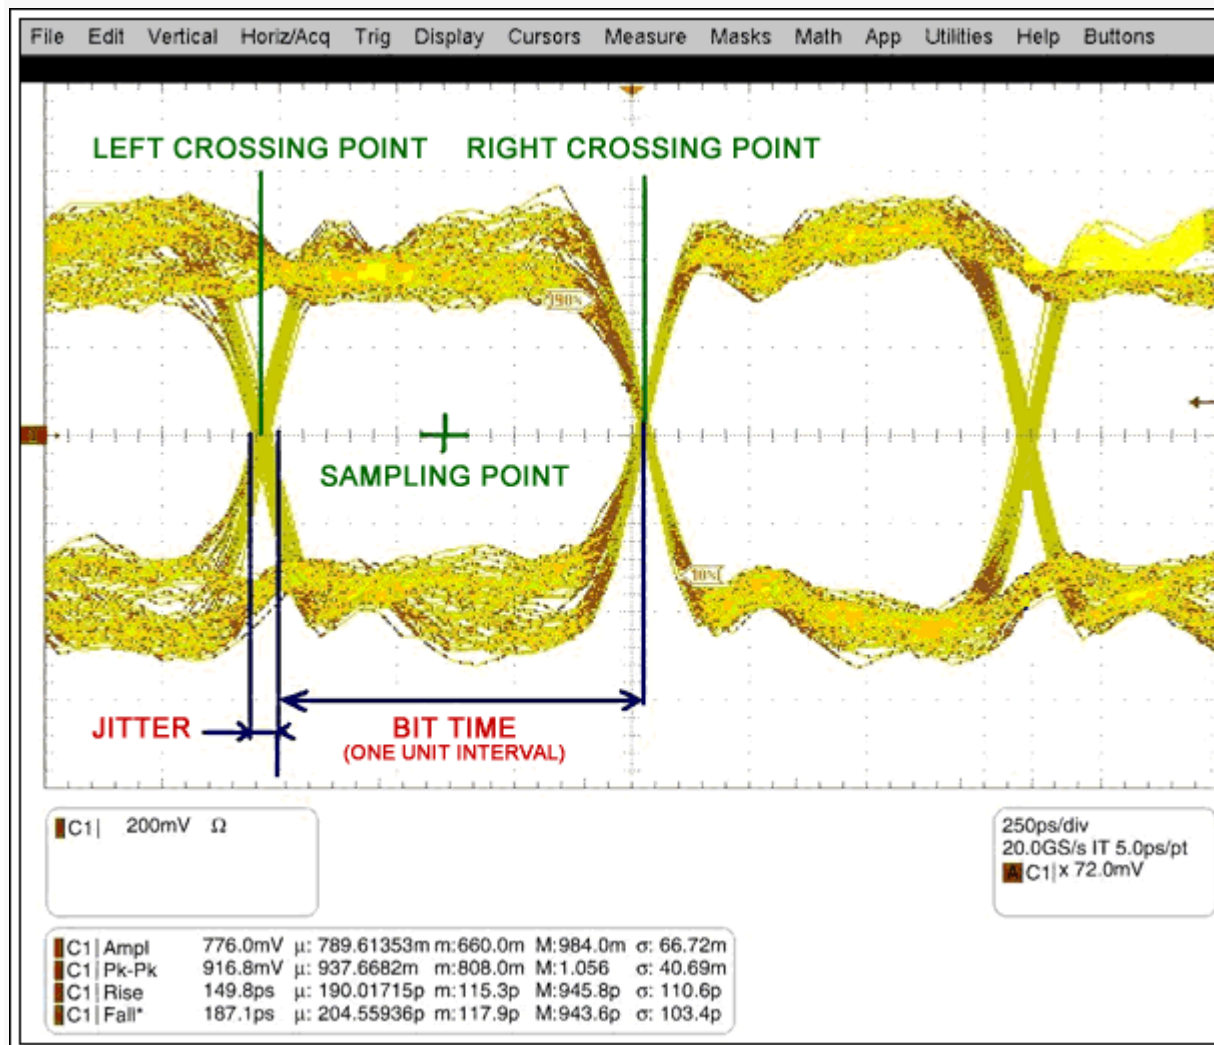 File Edit Vertical Horiz/Acq Trig Display Cursors Measure Masks Math App Utilities Help Buttons
LEFT CROSSING POINT RIGHT CROSSING POINT
90%
SAMPLING POINT
10%
JITTER
BIT TIME
(ONE UNIT INTERVAL)
C1 200mV Ω
250ps/div
20.0GS/s IT 5.0ps/pt
A C1 x 72.0mV
C1 Ampl 776.0mV µ: 789.61353m m:660.0m M:984.0m σ: 66.72m
C1 Pk-Pk 916.8mV µ: 937.6682m m:808.0m M:1.056 σ: 40.69m
C1 Rise 149.8ps µ: 190.01715p m:115.3p M:945.8p σ: 110.6p
C1 Fall* 187.1ps µ: 204.55936p m:117.9p M:943.6p σ: 103.4p